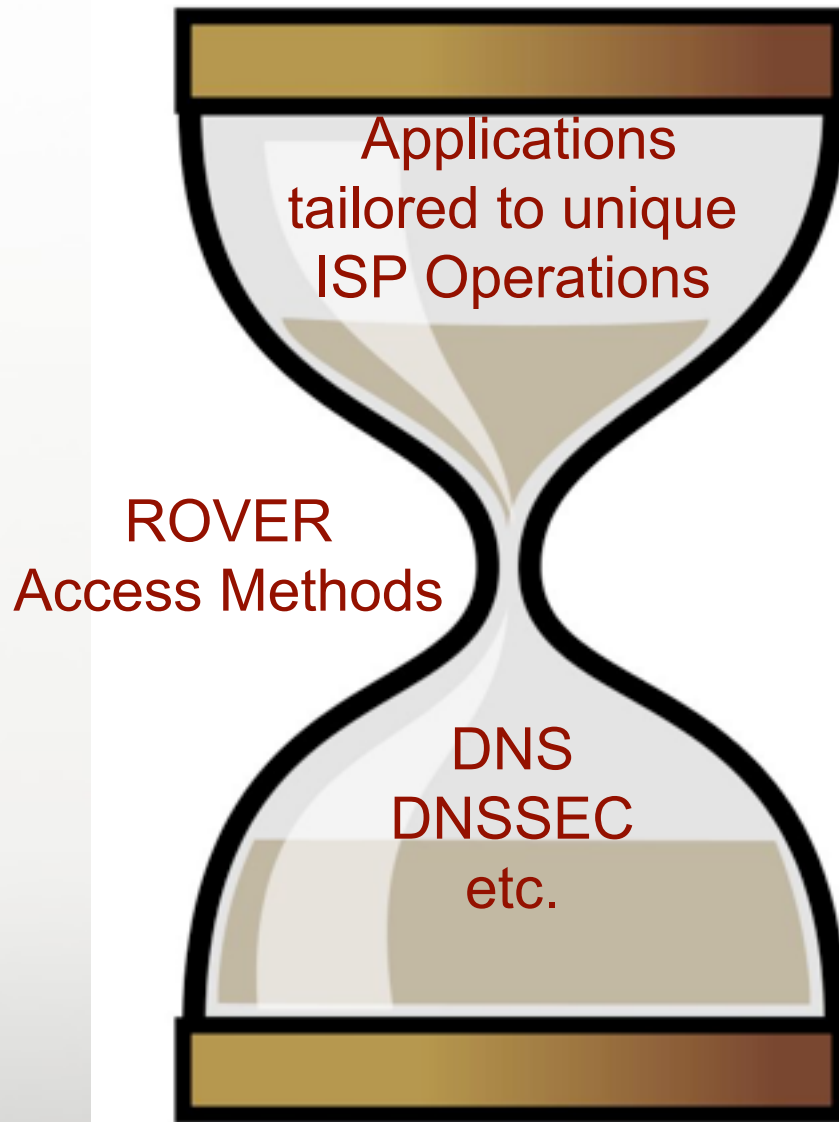 Applications
tailored to unique
ISP Operations
ROVER
Access Methods
DNS
DNSSEC
etc.